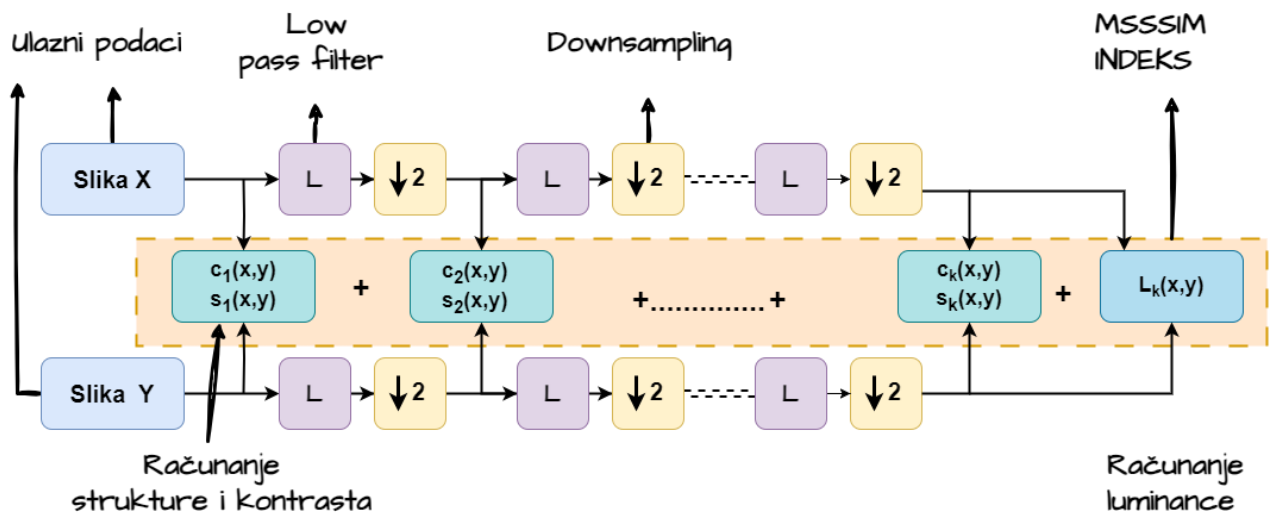 Ulazni podaci
Low
pass filter
Downsampling
MSSSIM
INDEKS
Slika X
L
↓2
L
↓2
L
↓2
c₁(x,y)
s₁(x,y)
+
c₂(x,y)
s₂(x,y)
+..............+
cₖ(x,y)
sₖ(x,y)
+
Lₖ(x,y)
Slika Y
L
↓2
L
↓2
L
↓2
Računanje
strukture i kontrasta
Računanje
luminance